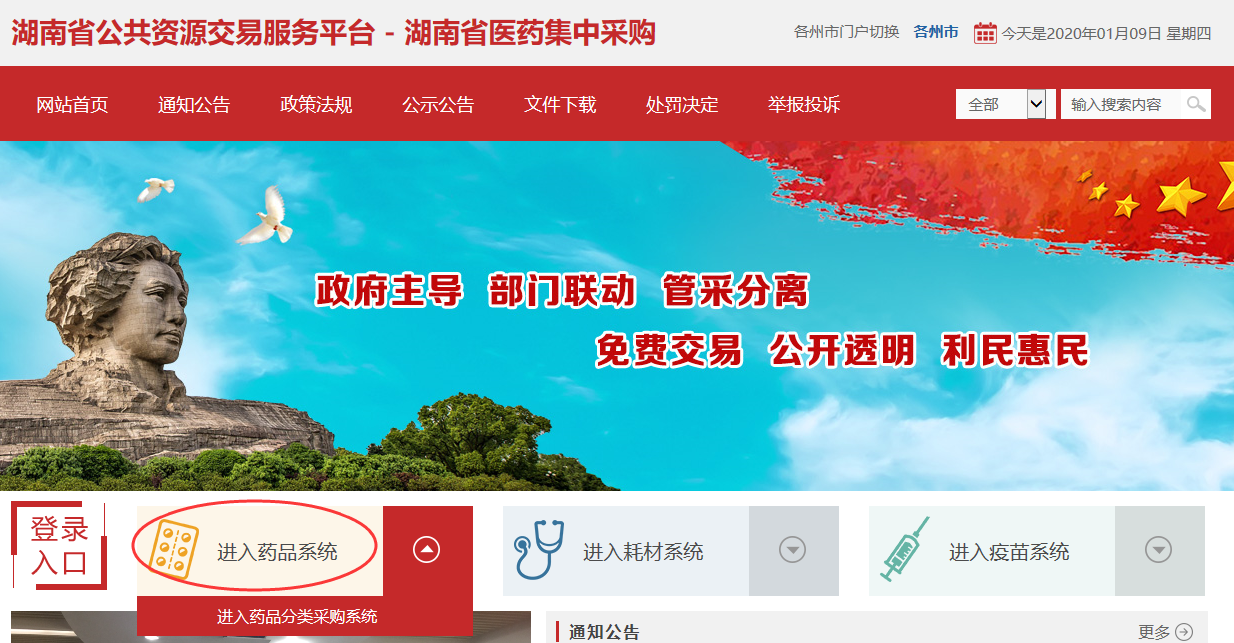 湖南省公共资源交易服务平台 - 湖南省医药集中采购
各州市门户切换 各州市 今天是2020年01月09日 星期四
网站首页 通知公告 政策法规 公示公告 文件下载 处罚决定 举报投诉 全部 输入搜索内容
政府主导 部门联动 管采分离
免费交易 公开透明 利民惠民
登录
入口
进入药品系统 进入耗材系统 进入疫苗系统
进入药品分类采购系统
通知公告 更多